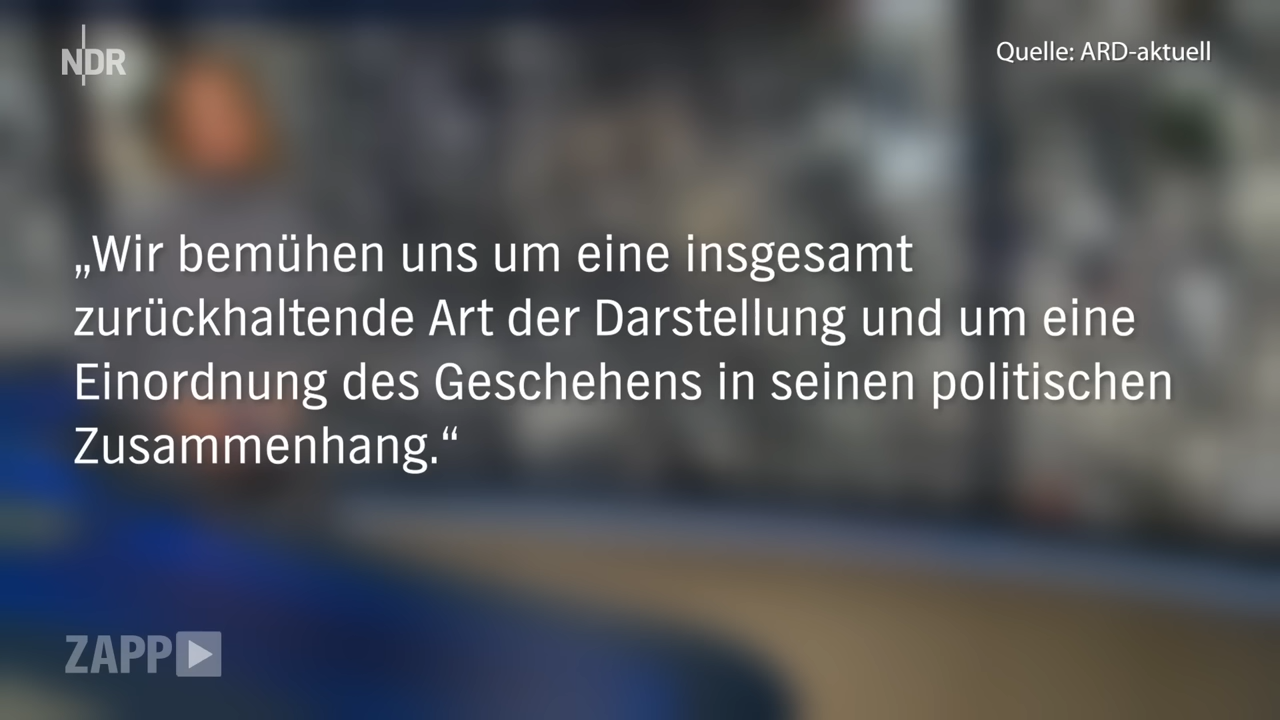 NDR
Quelle: ARD-aktuell
„Wir bemühen uns um eine insgesamt
zurückhaltende Art der Darstellung und um eine
Einordnung des Geschehens in seinen politischen
Zusammenhang.“
ZAPP